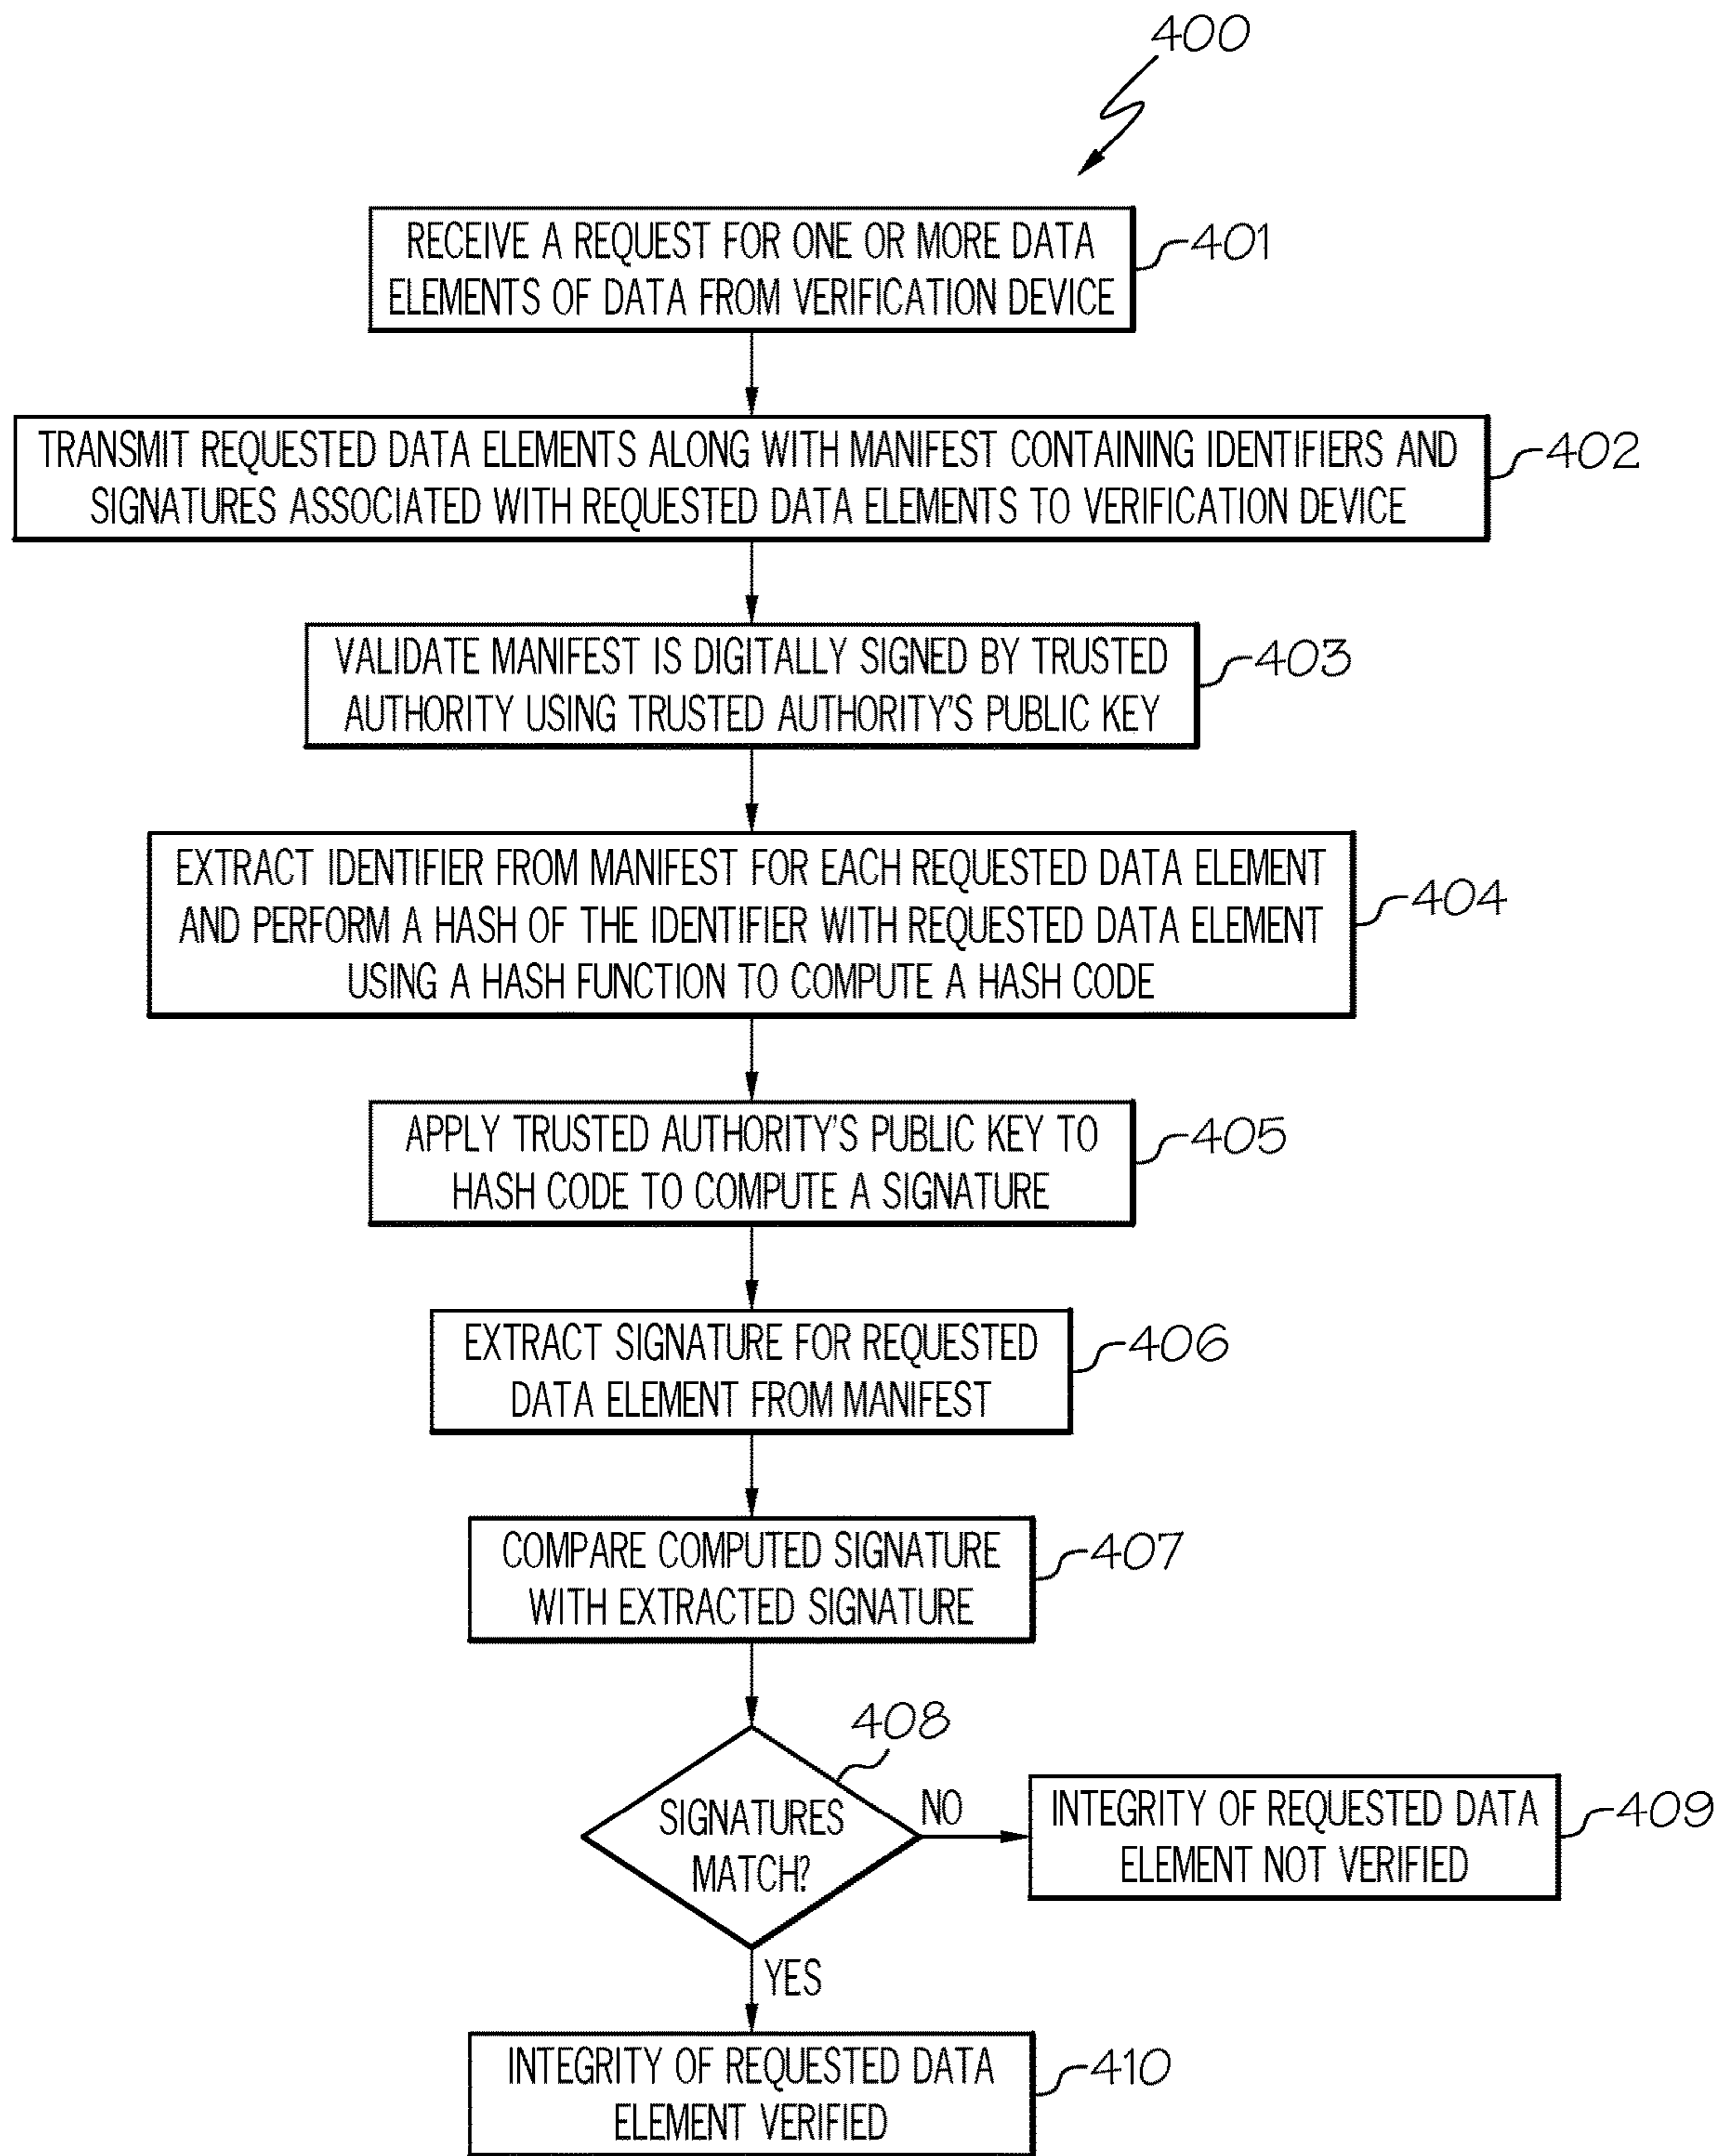 400
RECEIVE A REQUEST FOR ONE OR MORE DATA
ELEMENTS OF DATA FROM VERIFICATION DEVICE
401
TRANSMIT REQUESTED DATA ELEMENTS ALONG WITH MANIFEST CONTAINING IDENTIFIERS AND
SIGNATURES ASSOCIATED WITH REQUESTED DATA ELEMENTS TO VERIFICATION DEVICE
402
VALIDATE MANIFEST IS DIGITALLY SIGNED BY TRUSTED
AUTHORITY USING TRUSTED AUTHORITY'S PUBLIC KEY
403
EXTRACT IDENTIFIER FROM MANIFEST FOR EACH REQUESTED DATA ELEMENT
AND PERFORM A HASH OF THE IDENTIFIER WITH REQUESTED DATA ELEMENT
USING A HASH FUNCTION TO COMPUTE A HASH CODE
404
APPLY TRUSTED AUTHORITY'S PUBLIC KEY TO
HASH CODE TO COMPUTE A SIGNATURE
405
EXTRACT SIGNATURE FOR REQUESTED
DATA ELEMENT FROM MANIFEST
406
COMPARE COMPUTED SIGNATURE
WITH EXTRACTED SIGNATURE
407
408
SIGNATURES
MATCH?
NO
INTEGRITY OF REQUESTED DATA
ELEMENT NOT VERIFIED
409
YES
INTEGRITY OF REQUESTED DATA
ELEMENT VERIFIED
410